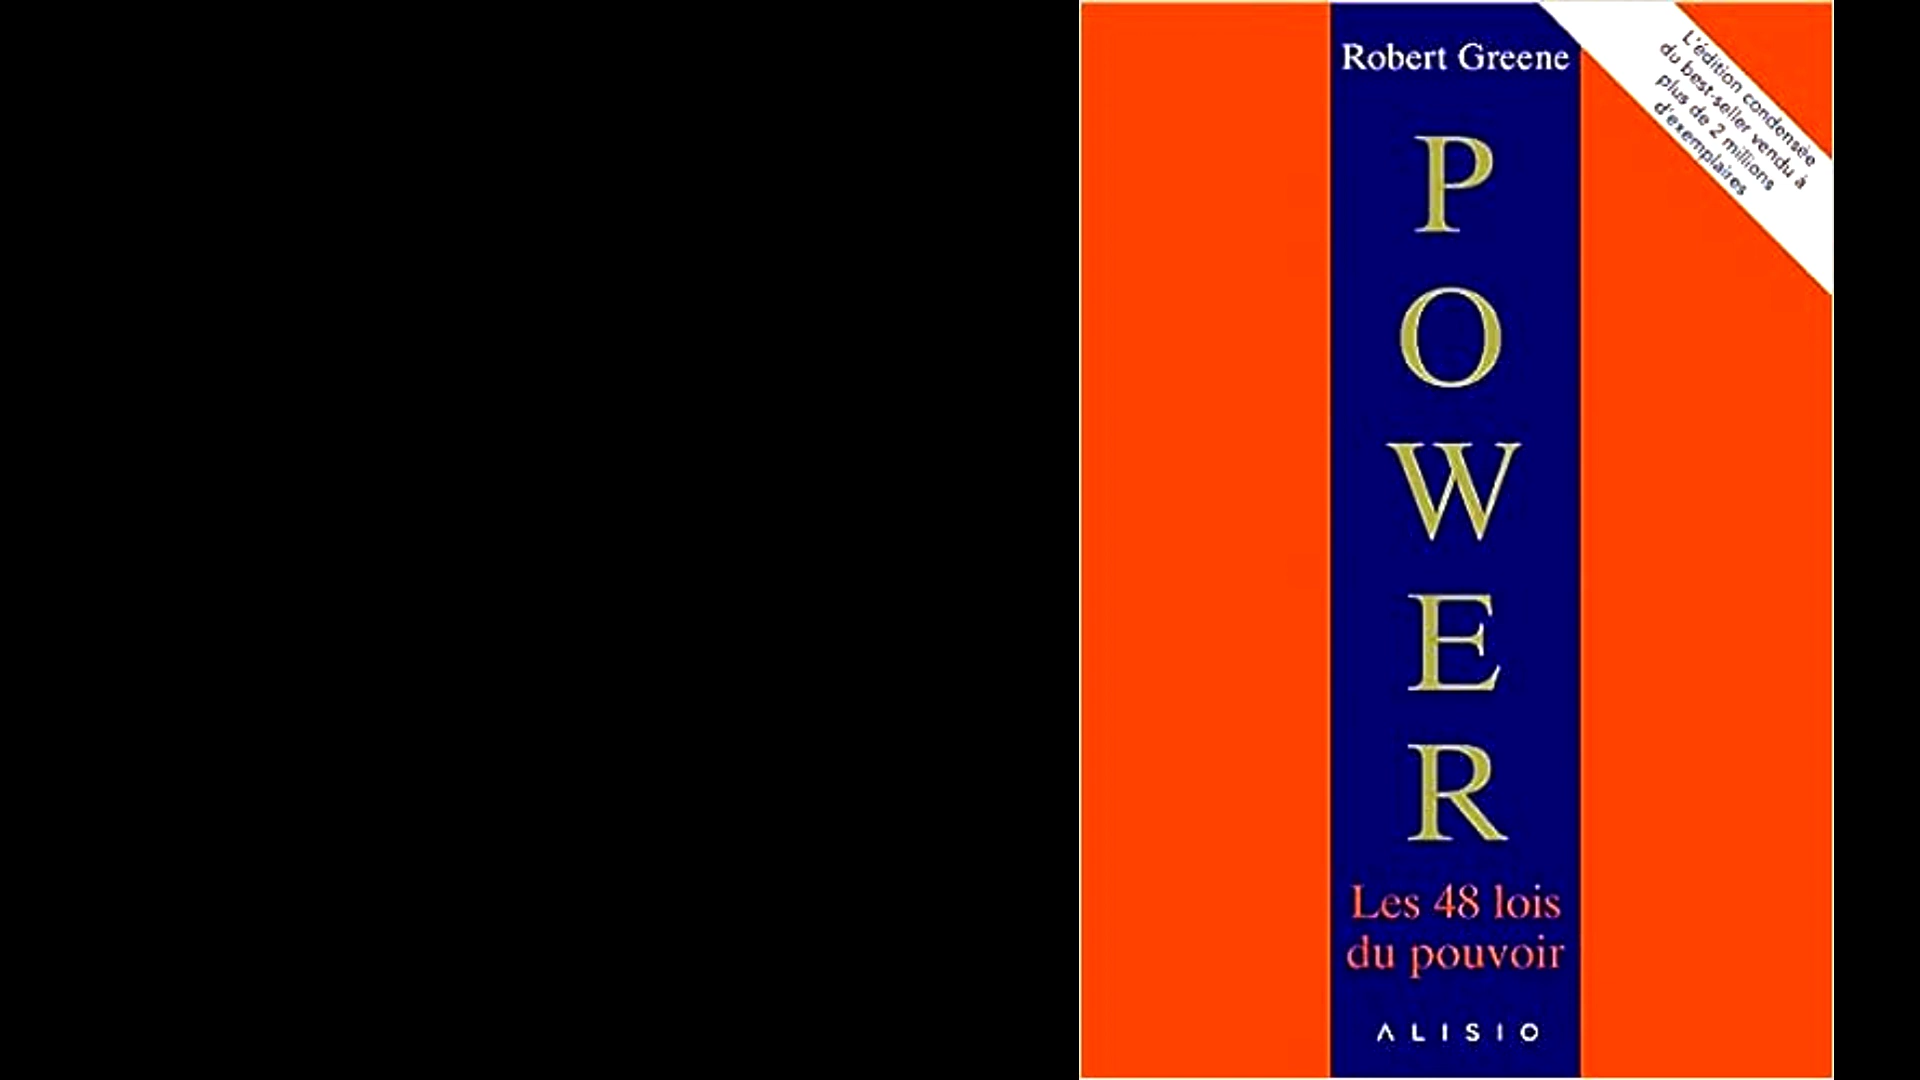 Robert Greene
L'édition condensée
du best-seller vendu à
plus de 2 millions
d'exemplaires
P
O
W
E
R
Les 48 lois
du pouvoir
ALISIO